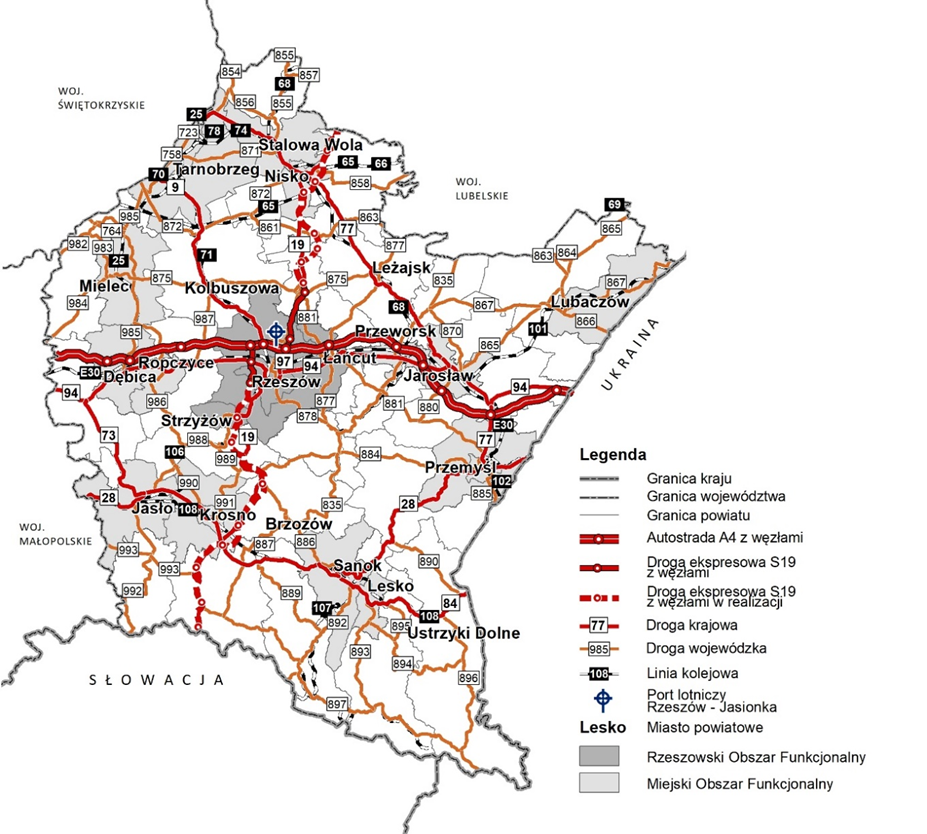 855
854
857
68
WOJ.
ŚWIĘTOKRZYSKIE
856
855
25
723
78
74
871
Stalowa Wola
758
65
66
70
Tarnobrzeg
Nisko
9
858
872
WOJ.
LUBELSKIE
65
69
985
872
861
863
77
865
764
982
983
19
877
71
863
864
25
875
Leżajsk
875
835
867
Mielec
Kolbuszowa
984
68
867
Lubaczów
987
881
866
985
Przeworsk
870
101
865
97
Łańcut
UKRAINA
Ropczyce
94
E30
Dębica
Rzeszów
Jarosław
94
94
986
877
881
880
878
Strzyżów
E30
73
988
19
77
106
989
884
Legenda
Przemyśl
990
102
Granica kraju
28
885
Granica województwa
991
835
28
Jasło
108
Krosno
Granica powiatu
Brzozów
WOJ.
MAŁOPOLSKIE
Autostrada A4 z węzłami
993
887
886
890
Droga ekspresowa S19
z węzłami
993
Sanok
992
889
Lesko
Droga ekspresowa S19
z węzłami w realizacji
107
84
108
892
895
Ustrzyki Dolne
77
Droga krajowa
893
985
Droga wojewódzka
894
SŁOWACJA
896
108
Linia kolejowa
897
Port lotniczy
Rzeszów - Jasionka
Lesko
Miasto powiatowe
Rzeszowski Obszar Funkcjonalny
Miejski Obszar Funkcjonalny